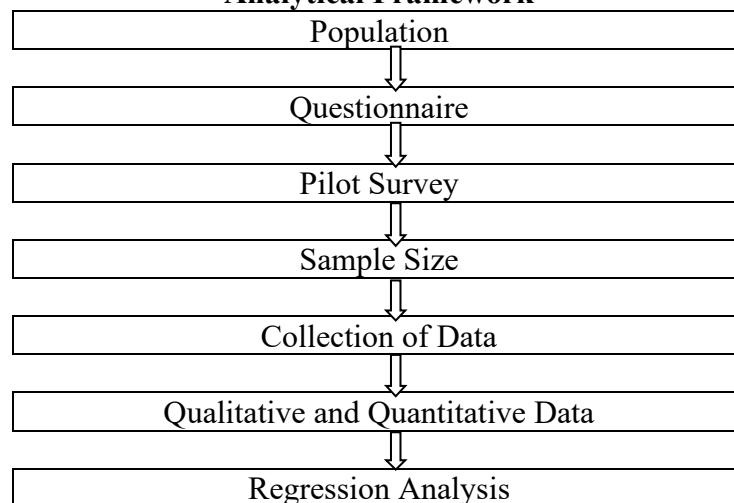 Analytical Framework
Population
Questionnaire
Pilot Survey
Sample Size
Collection of Data
Qualitative and Quantitative Data
Regression Analysis